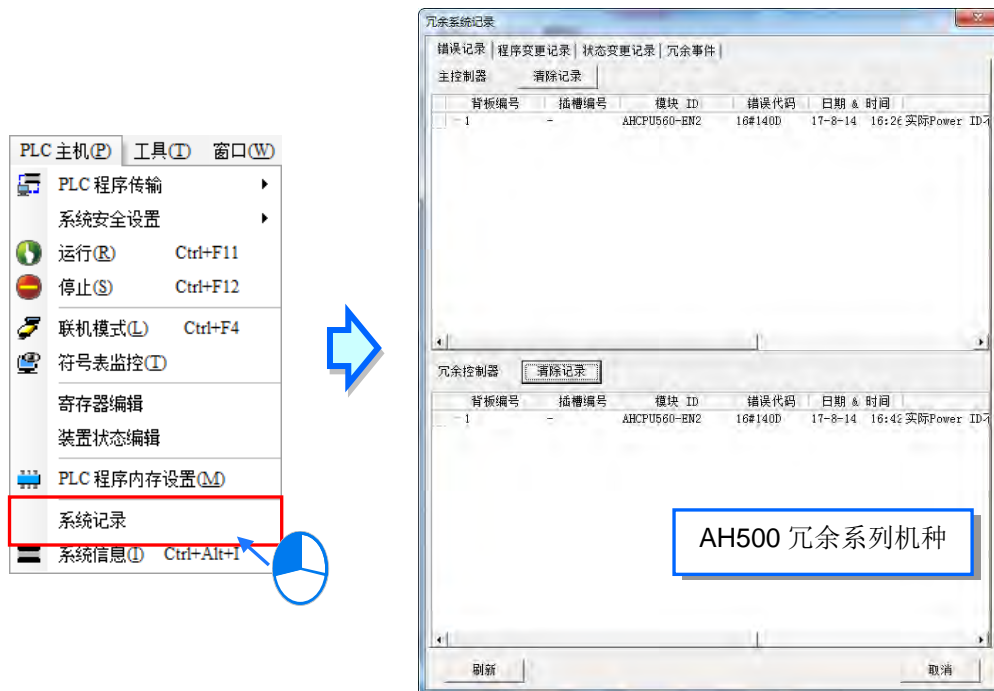 PLC 主机(P) 工具(T) 窗口(W)
PLC 程序传输
系统安全设置
运行(R) Ctrl+F11
停止(S) Ctrl+F12
联机模式(L) Ctrl+F4
符号表监控(T)
寄存器编辑
装置状态编辑
PLC 程序内存设置(M)
系统记录
系统信息(I) Ctrl+Alt+I
冗余系统记录
错误记录 程序变更记录 状态变更记录 冗余事件
主控制器 清除记录
背板编号 插槽编号 模块 ID 错误代码 日期 & 时间
1 - AHCPU560-EN2 16#140D 17-8-14 16:26 实际Power ID
冗余控制器 清除记录
背板编号 插槽编号 模块 ID 错误代码 日期 & 时间
1 - AHCPU560-EN2 16#140D 17-8-14 16:42 实际Power ID
AH500 冗余系列机种
刷新 取消